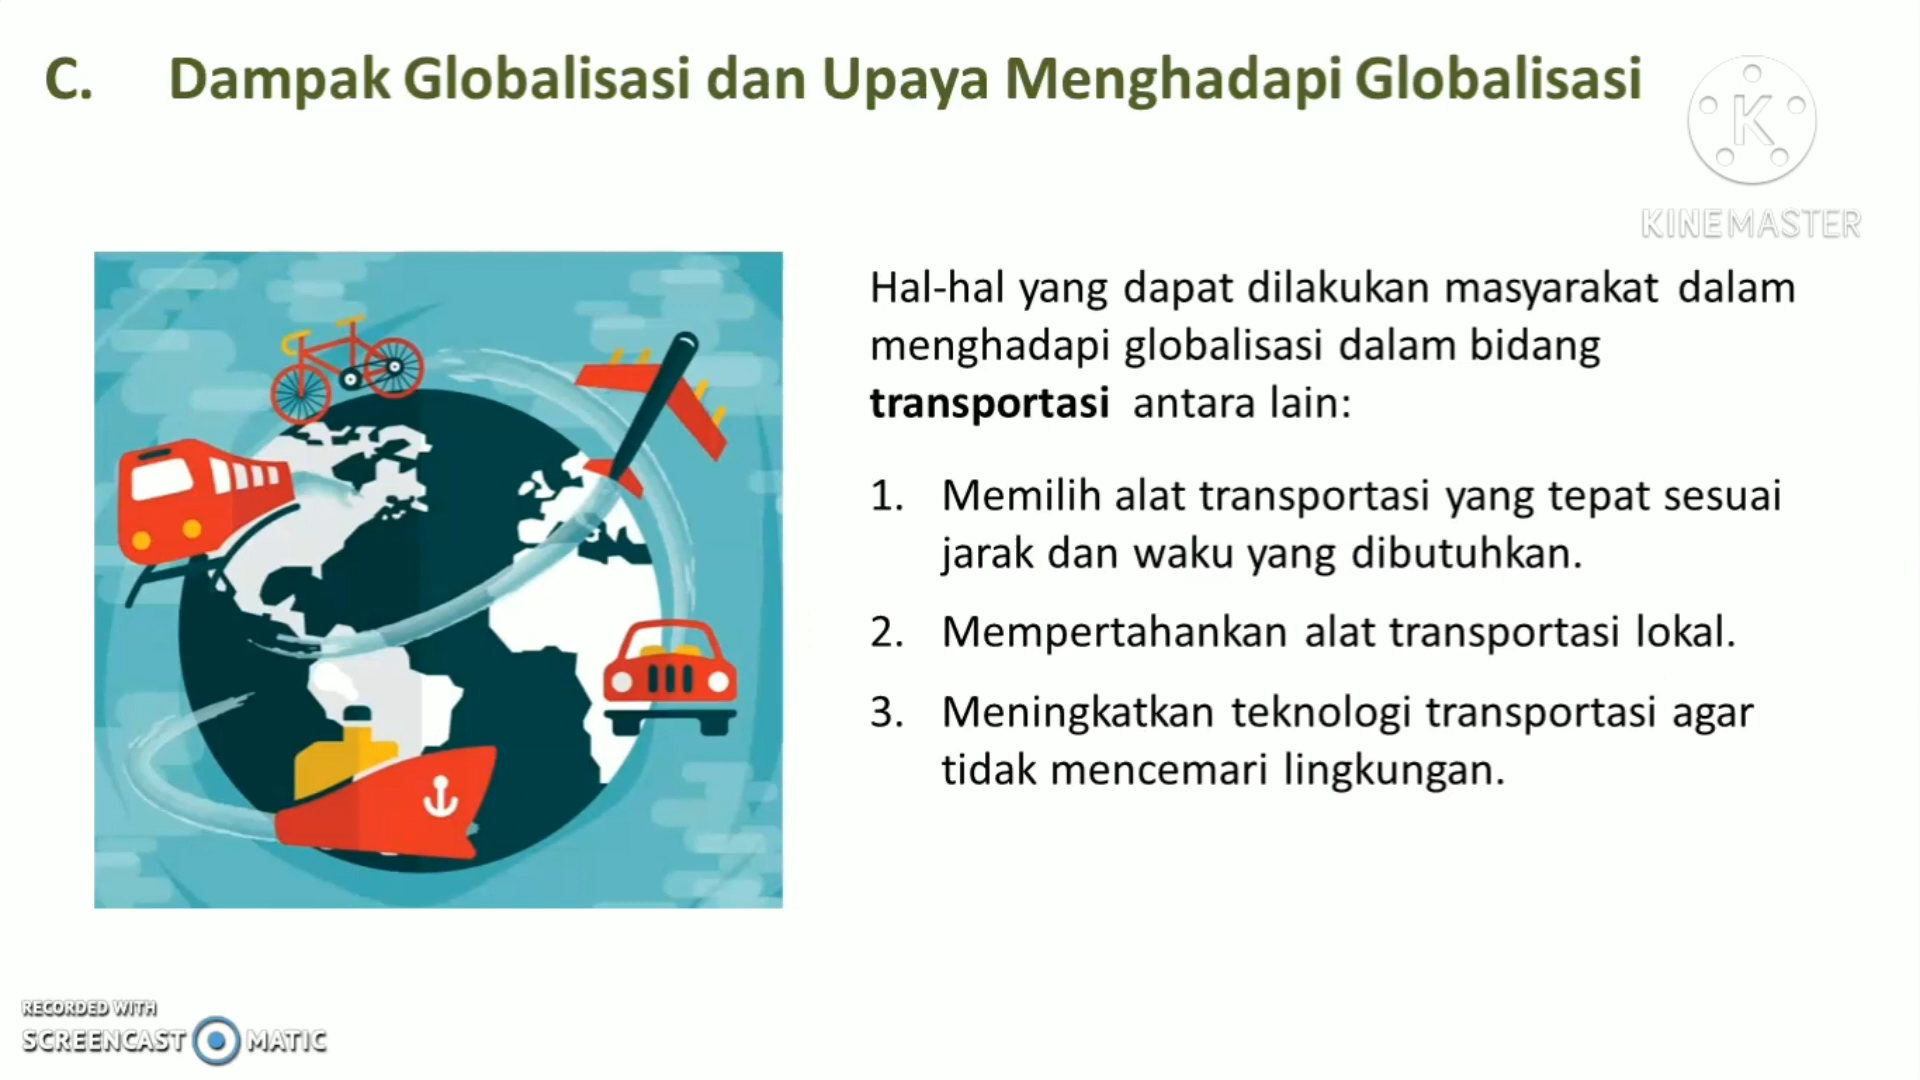 C. Dampak Globalisasi dan Upaya Menghadapi Globalisasi
K
KINEMASTER
Hal-hal yang dapat dilakukan masyarakat dalam
menghadapi globalisasi dalam bidang
transportasi antara lain:
1. Memilih alat transportasi yang tepat sesuai
jarak dan waku yang dibutuhkan.
2. Mempertahankan alat transportasi lokal.
3. Meningkatkan teknologi transportasi agar
tidak mencemari lingkungan.
RECORDED WITH
SCREENCAST MATIC